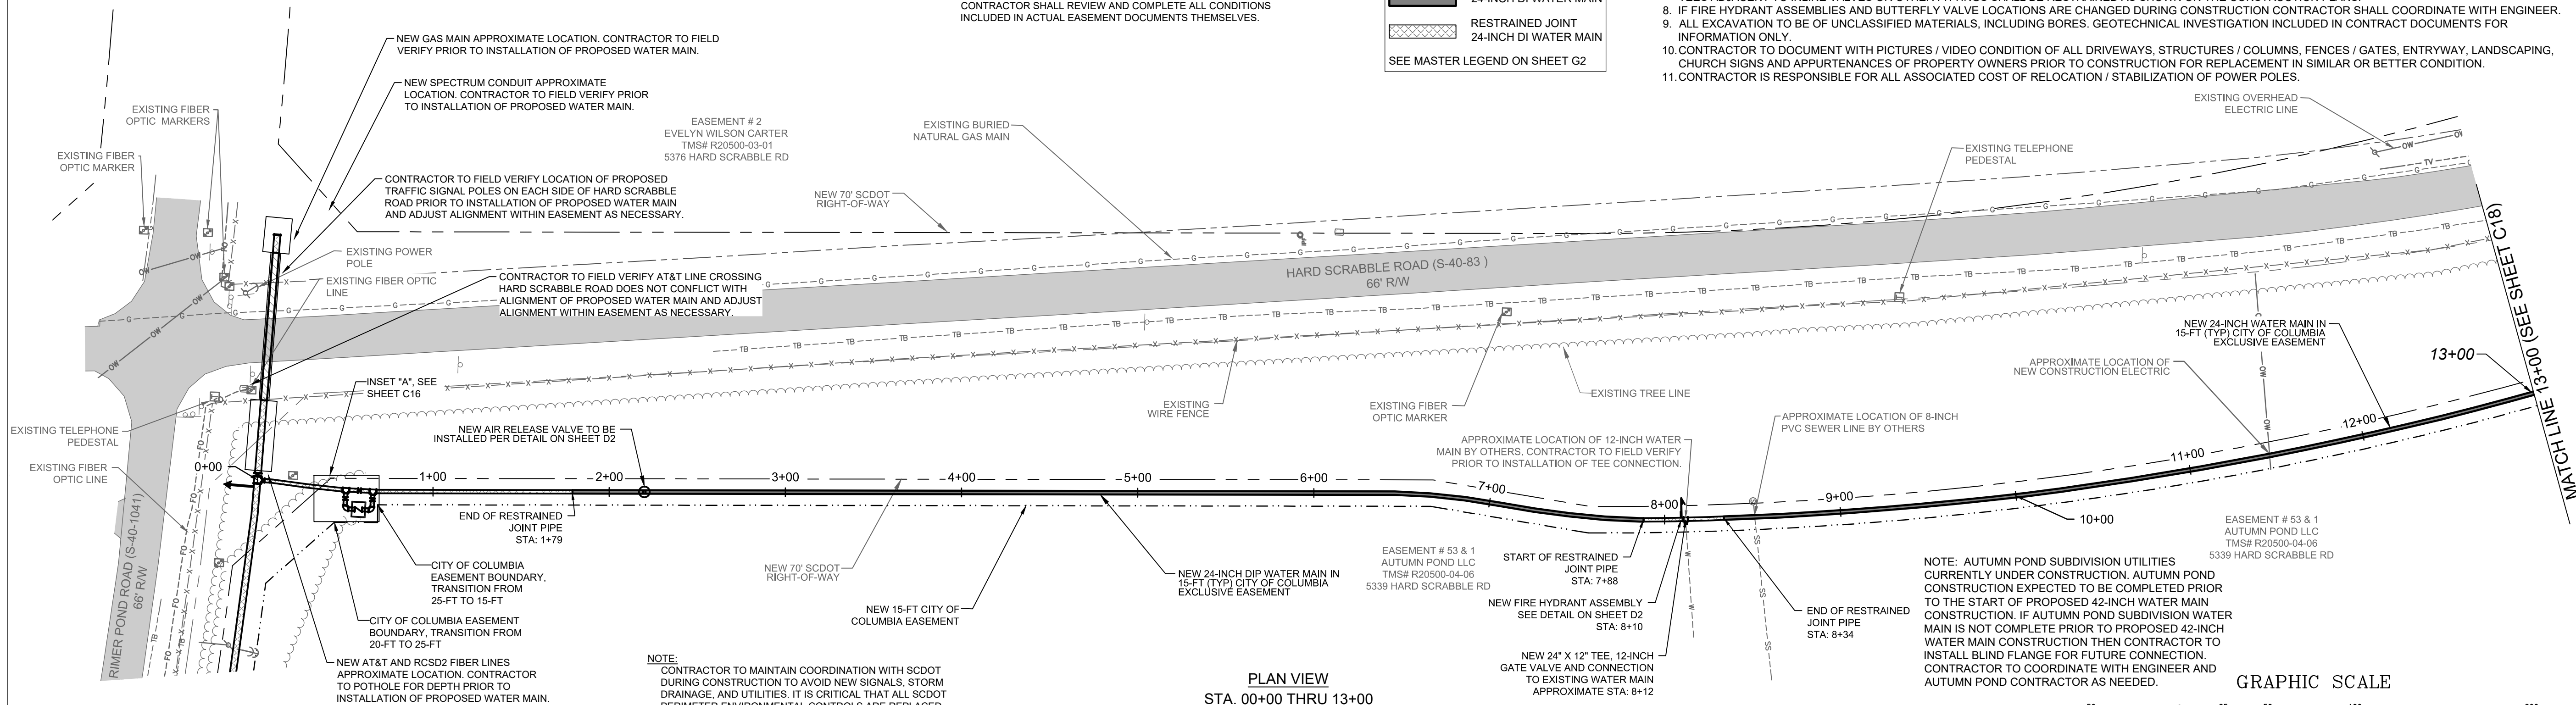 CONTRACTOR SHALL REVIEW AND COMPLETE ALL CONDITIONS
INCLUDED IN ACTUAL EASEMENT DOCUMENTS THEMSELVES.
24-INCH DI WATER MAIN
RESTRAINED JOINT
24-INCH DI WATER MAIN
SEE MASTER LEGEND ON SHEET G2
8. IF FIRE HYDRANT ASSEMBLIES AND BUTTERFLY VALVE LOCATIONS ARE CHANGED DURING CONSTRUCTION CONTRACTOR SHALL COORDINATE WITH ENGINEER.
9. ALL EXCAVATION TO BE OF UNCLASSIFIED MATERIALS, INCLUDING BORES. GEOTECHNICAL INVESTIGATION INCLUDED IN CONTRACT DOCUMENTS FOR
INFORMATION ONLY.
10. CONTRACTOR TO DOCUMENT WITH PICTURES / VIDEO CONDITION OF ALL DRIVEWAYS, STRUCTURES / COLUMNS, FENCES / GATES, ENTRYWAY, LANDSCAPING,
CHURCH SIGNS AND APPURTENANCES OF PROPERTY OWNERS PRIOR TO CONSTRUCTION FOR REPLACEMENT IN SIMILAR OR BETTER CONDITION.
11. CONTRACTOR IS RESPONSIBLE FOR ALL ASSOCIATED COST OF RELOCATION / STABILIZATION OF POWER POLES.
NEW GAS MAIN APPROXIMATE LOCATION. CONTRACTOR TO FIELD
VERIFY PRIOR TO INSTALLATION OF PROPOSED WATER MAIN.
NEW SPECTRUM CONDUIT APPROXIMATE
LOCATION. CONTRACTOR TO FIELD VERIFY PRIOR
TO INSTALLATION OF PROPOSED WATER MAIN.
EXISTING FIBER
OPTIC MARKERS
EXISTING FIBER
OPTIC MARKER
EASEMENT # 2
EVELYN WILSON CARTER
TMS# R20500-03-01
5376 HARD SCRABBLE RD
EXISTING BURIED
NATURAL GAS MAIN
EXISTING OVERHEAD
ELECTRIC LINE
EXISTING TELEPHONE
PEDESTAL
CONTRACTOR TO FIELD VERIFY LOCATION OF PROPOSED
TRAFFIC SIGNAL POLES ON EACH SIDE OF HARD SCRABBLE
ROAD PRIOR TO INSTALLATION OF PROPOSED WATER MAIN
AND ADJUST ALIGNMENT WITHIN EASEMENT AS NECESSARY.
NEW 70' SCDOT
RIGHT-OF-WAY
EXISTING POWER
POLE
EXISTING FIBER OPTIC
LINE
CONTRACTOR TO FIELD VERIFY AT&T LINE CROSSING
HARD SCRABBLE ROAD DOES NOT CONFLICT WITH
ALIGNMENT OF PROPOSED WATER MAIN AND ADJUST
ALIGNMENT WITHIN EASEMENT AS NECESSARY.
HARD SCRABBLE ROAD (S-40-83 )
66' R/W
MATCH LINE 13+00 (SEE SHEET C18)
NEW 24-INCH WATER MAIN IN
15-FT (TYP) CITY OF COLUMBIA
EXCLUSIVE EASEMENT
13+00
APPROXIMATE LOCATION OF
NEW CONSTRUCTION ELECTRIC
INSET "A", SEE
SHEET C16
EXISTING TREE LINE
EXISTING
WIRE FENCE
EXISTING FIBER
OPTIC MARKER
EXISTING TELEPHONE
PEDESTAL
NEW AIR RELEASE VALVE TO BE
INSTALLED PER DETAIL ON SHEET D2
APPROXIMATE LOCATION OF 8-INCH
PVC SEWER LINE BY OTHERS
APPROXIMATE LOCATION OF 12-INCH WATER
MAIN BY OTHERS, CONTRACTOR TO FIELD VERIFY
PRIOR TO INSTALLATION OF TEE CONNECTION.
EXISTING FIBER
OPTIC LINE
0+00
1+00
2+00
3+00
4+00
5+00
6+00
7+00
8+00
9+00
10+00
11+00
12+00
RIMER POND ROAD (S-40-1041)
66' R/W
END OF RESTRAINED
JOINT PIPE
STA: 1+79
NEW 70' SCDOT
RIGHT-OF-WAY
CITY OF COLUMBIA
EASEMENT BOUNDARY,
TRANSITION FROM
25-FT TO 15-FT
CITY OF COLUMBIA EASEMENT
BOUNDARY, TRANSITION FROM
20-FT TO 25-FT
NEW AT&T AND RCSD2 FIBER LINES
APPROXIMATE LOCATION. CONTRACTOR
TO POTHOLE FOR DEPTH PRIOR TO
INSTALLATION OF PROPOSED WATER MAIN.
NEW 15-FT CITY OF
COLUMBIA EASEMENT
NEW 24-INCH DIP WATER MAIN IN
15-FT (TYP) CITY OF COLUMBIA
EXCLUSIVE EASEMENT
EASEMENT # 53 & 1
AUTUMN POND LLC
TMS# R20500-04-06
5339 HARD SCRABBLE RD
START OF RESTRAINED
JOINT PIPE
STA: 7+88
NEW FIRE HYDRANT ASSEMBLY
SEE DETAIL ON SHEET D2
STA: 8+10
NEW 24" X 12" TEE, 12-INCH
GATE VALVE AND CONNECTION
TO EXISTING WATER MAIN
APPROXIMATE STA: 8+12
END OF RESTRAINED
JOINT PIPE
STA: 8+34
EASEMENT # 53 & 1
AUTUMN POND LLC
TMS# R20500-04-06
5339 HARD SCRABBLE RD
NOTE: AUTUMN POND SUBDIVISION UTILITIES
CURRENTLY UNDER CONSTRUCTION. AUTUMN POND
CONSTRUCTION EXPECTED TO BE COMPLETED PRIOR
TO THE START OF PROPOSED 42-INCH WATER MAIN
CONSTRUCTION. IF AUTUMN POND SUBDIVISION WATER
MAIN IS NOT COMPLETE PRIOR TO PROPOSED 42-INCH
WATER MAIN CONSTRUCTION THEN CONTRACTOR TO
INSTALL BLIND FLANGE FOR FUTURE CONNECTION.
CONTRACTOR TO COORDINATE WITH ENGINEER AND
AUTUMN POND CONTRACTOR AS NEEDED.
NOTE:
CONTRACTOR TO MAINTAIN COORDINATION WITH SCDOT
DURING CONSTRUCTION TO AVOID NEW SIGNALS, STORM
DRAINAGE, AND UTILITIES. IT IS CRITICAL THAT ALL SCDOT
PERIMETER ENVIRONMENTAL CONTROLS ARE REPLACED
PLAN VIEW
STA. 00+00 THRU 13+00
GRAPHIC SCALE